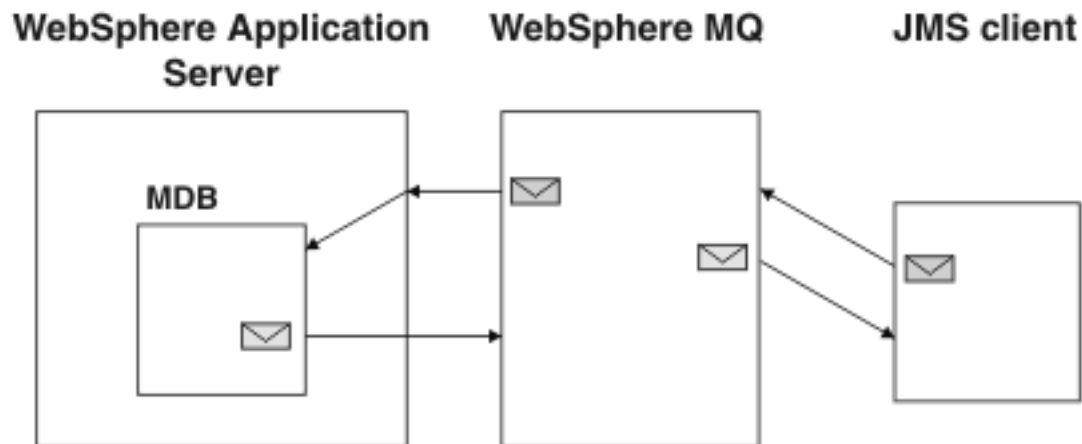 WebSphere Application
Server
WebSphere MQ
JMS client
MDB